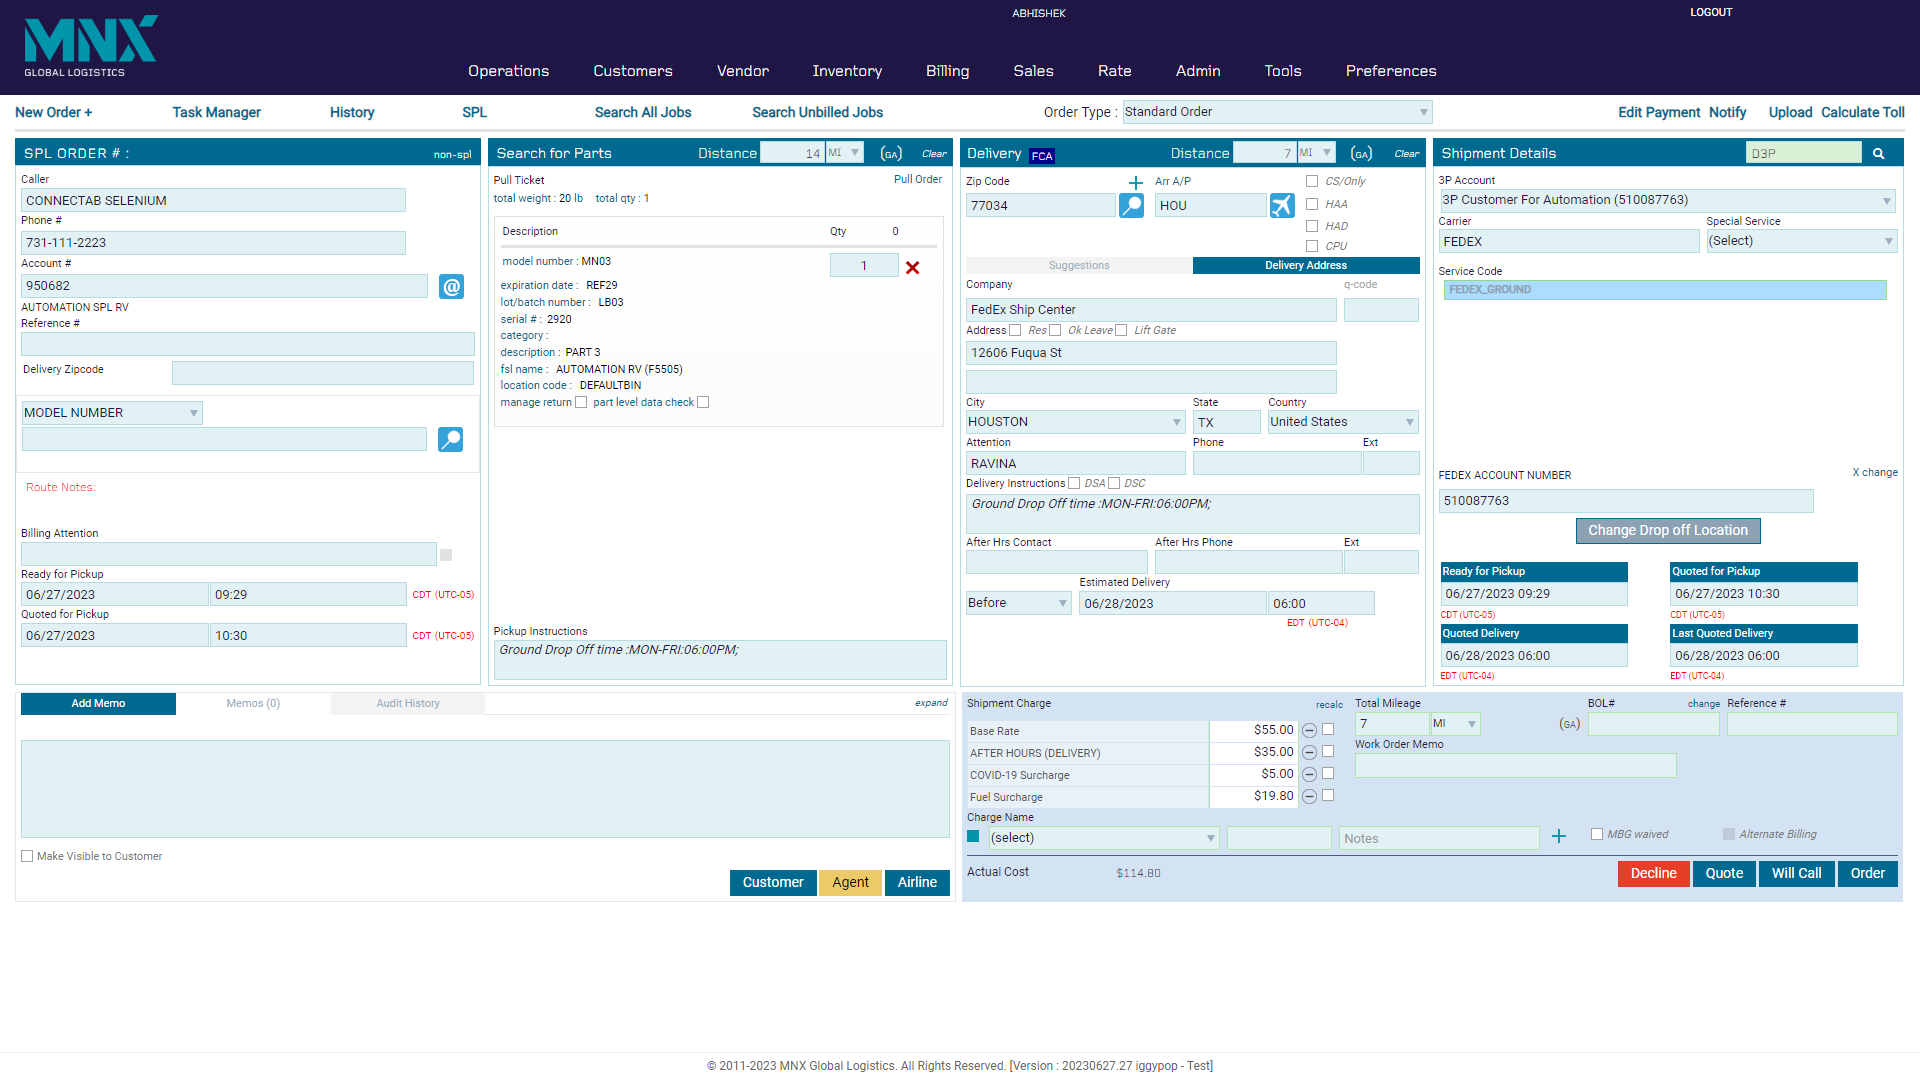 MNX
GLOBAL LOGISTICS
ABHISHEK
LOGOUT
Operations
Customers
Vendor
Inventory
Billing
Sales
Rate
Admin
Tools
Preferences
New Order +
Task Manager
History
SPL
Search All Jobs
Search Unbilled Jobs
Order Type :
Standard Order
Edit Payment
Notify
Upload
Calculate Toll
SPL ORDER # :
non-spl
Caller
CONNECTAB SELENIUM
Phone #
731-111-2223
Account #
950682
@
AUTOMATION SPL RV
Reference #
Delivery Zipcode
MODEL NUMBER
Route Notes:
Billing Attention
Ready for Pickup
06/27/2023
09:29
CDT (UTC-05)
Quoted for Pickup
06/27/2023
10:30
CDT (UTC-05)
Search for Parts
Distance
14
MI
(GA)
Clear
Pull Ticket
Pull Order
total weight : 20 lb total qty : 1
Description
Qty
0
model number : MN03
1
expiration date : REF29
lot/batch number : LB03
serial # : 2920
category :
description : PART 3
fsl name : AUTOMATION RV (F5505)
location code : DEFAULTBIN
manage return
part level data check
Pickup Instructions
Ground Drop Off time :MON-FRI:06:00PM;
Delivery
FCA
Distance
7
MI
(GA)
Clear
Zip Code
77034
Arr A/P
HOU
CS/Only
HAA
HAD
CPU
Suggestions
Delivery Address
Company
q-code
FedEx Ship Center
Address
Res
Ok Leave
Lift Gate
12606 Fuqua St
City
State
Country
HOUSTON
TX
United States
Attention
Phone
Ext
RAVINA
Delivery Instructions
DSA
DSC
Ground Drop Off time :MON-FRI:06:00PM;
After Hrs Contact
After Hrs Phone
Ext
Estimated Delivery
Before
06/28/2023
06:00
EDT (UTC-04)
Shipment Details
D3P
3P Account
3P Customer For Automation (510087763)
Carrier
Special Service
FEDEX
(Select)
Service Code
FEDEX_GROUND
FEDEX ACCOUNT NUMBER
X change
510087763
Change Drop off Location
Ready for Pickup
Quoted for Pickup
06/27/2023 09:29
06/27/2023 10:30
CDT (UTC-05)
CDT (UTC-05)
Quoted Delivery
Last Quoted Delivery
06/28/2023 06:00
06/28/2023 06:00
EDT (UTC-04)
EDT (UTC-04)
Add Memo
Memos (0)
Audit History
expand
Make Visible to Customer
Customer
Agent
Airline
Shipment Charge
recalc
Base Rate
$55.00
AFTER HOURS (DELIVERY)
$35.00
COVID-19 Surcharge
$5.00
Fuel Surcharge
$19.80
Total Mileage
7
MI
(GA)
BOL#
change
Reference #
Work Order Memo
Charge Name
(select)
Notes
MBG waived
Alternate Billing
Actual Cost
$114.80
Decline
Quote
Will Call
Order
© 2011-2023 MNX Global Logistics. All Rights Reserved. [Version : 20230627.27 iggypop - Test]